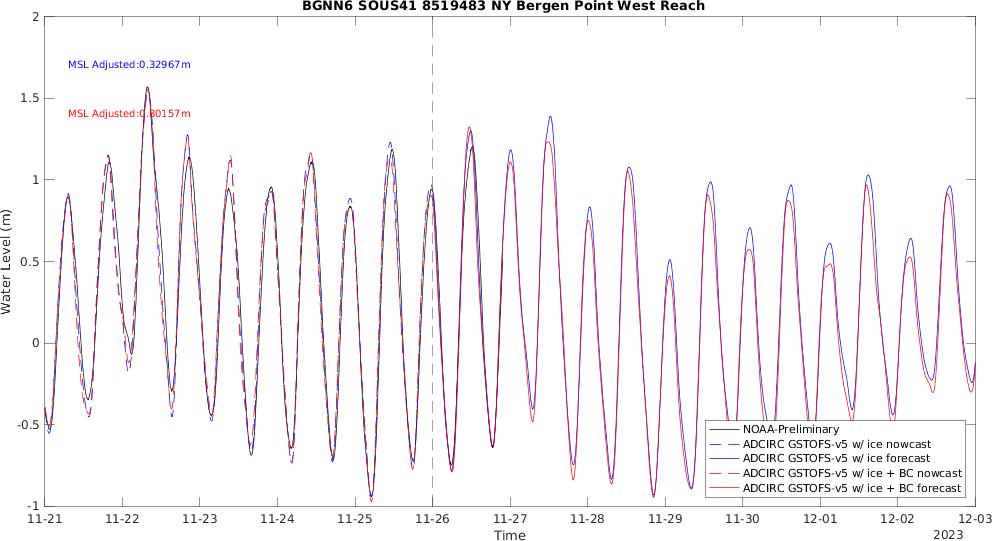 BGNN6 SOUS41 8519483 NY Bergen Point West Reach
2
1.5
1
0.5
0
-0.5
-1
Water Level (m)
MSL Adjusted:0.32967m
MSL Adjusted:0.30157m
NOAA-Preliminary
ADCIRC GSTOFS-v5 w/ ice nowcast
ADCIRC GSTOFS-v5 w/ ice forecast
ADCIRC GSTOFS-v5 w/ ice + BC nowcast
ADCIRC GSTOFS-v5 w/ ice + BC forecast
11-21 11-22 11-23 11-24 11-25 11-26 11-27 11-28 11-29 11-30 12-01 12-02 12-03
Time
2023